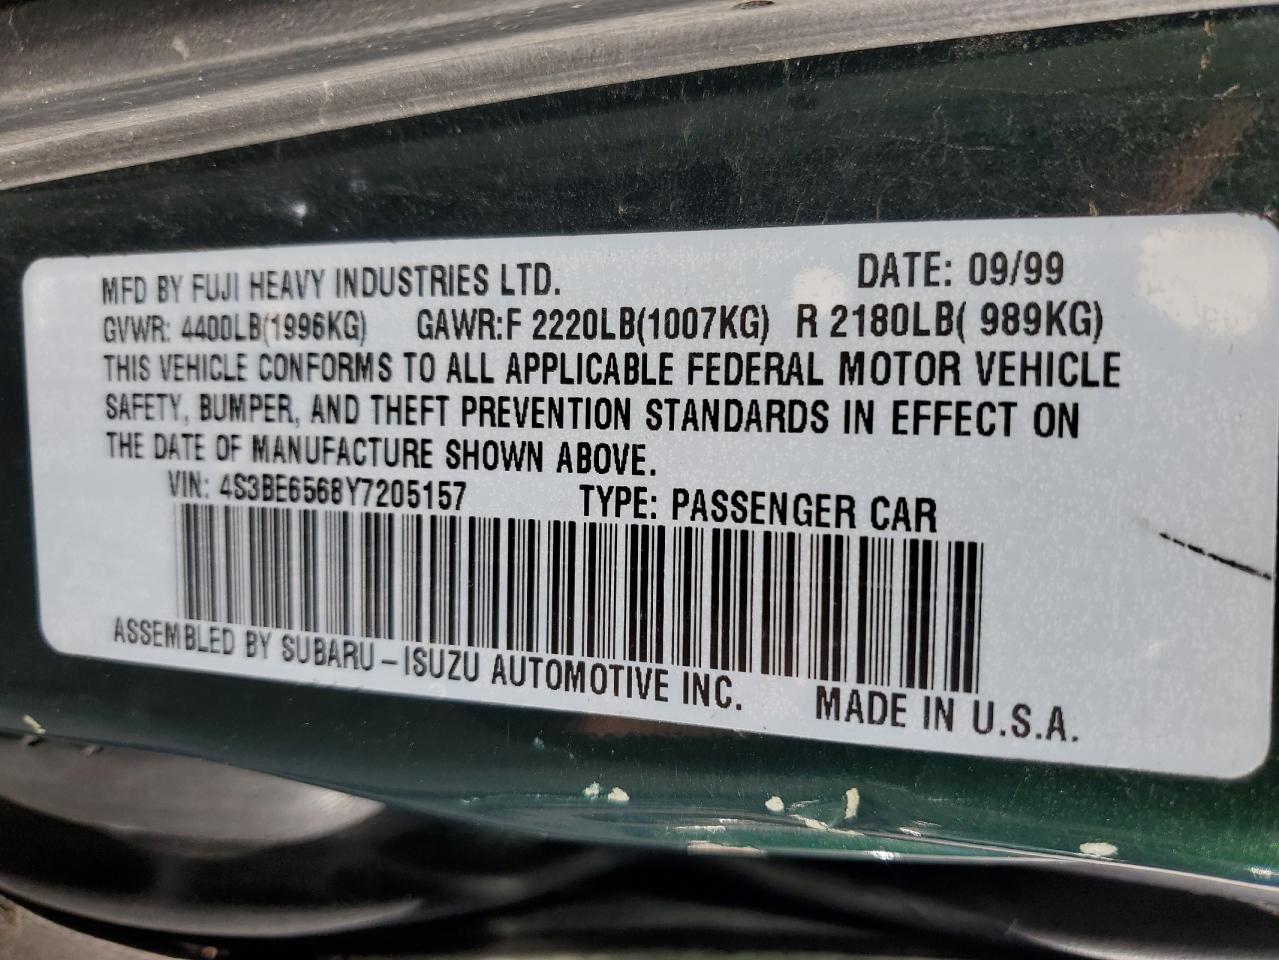 MFD BY FUJI HEAVY INDUSTRIES LTD. DATE: 09/99
GVWR: 4400LB(1996KG) GAWR:F 2220LB(1007KG) R 2180LB( 989KG)
THIS VEHICLE CONFORMS TO ALL APPLICABLE FEDERAL MOTOR VEHICLE
SAFETY, BUMPER, AND THEFT PREVENTION STANDARDS IN EFFECT ON
THE DATE OF MANUFACTURE SHOWN ABOVE.
VIN: 4S3BE6568Y7205157 TYPE: PASSENGER CAR
ASSEMBLED BY SUBARU-ISUZU AUTOMOTIVE INC. MADE IN U.S.A.